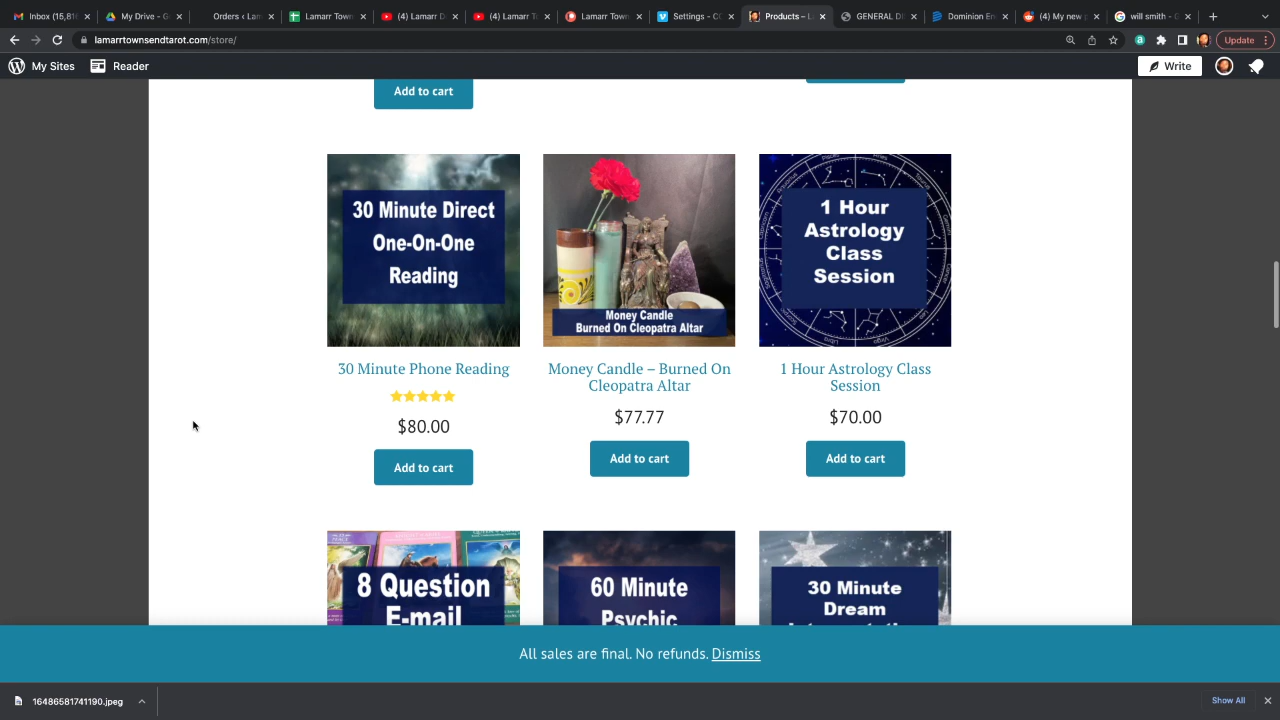 Inbox (15,81
My Drive - G
Orders ‹ Lam
Lamarr Town
(4) Lamarr D
(4) Lamarr T
Lamarr Town
Settings - CC
Products – L
GENERAL DI
Dominion En
(4) My new p
will smith - G
lamarrtownsendtarot.com/store/
Update
My Sites
Reader
Write
Add to cart
30 Minute Direct
One-On-One
Reading
Money Candle
Burned On Cleopatra Altar
1 Hour
Astrology
Class
Session
30 Minute Phone Reading
$80.00
Add to cart
Money Candle – Burned On
Cleopatra Altar
$77.77
Add to cart
1 Hour Astrology Class
Session
$70.00
Add to cart
8 Question
E-mail
60 Minute
Psychic
30 Minute
Dream
All sales are final. No refunds. Dismiss
16486581741190.jpeg
Show All